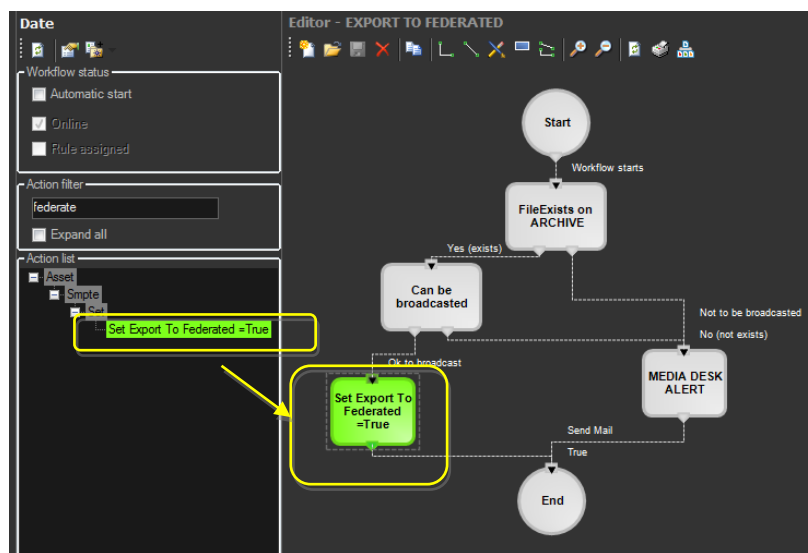 Date
Workflow status
Automatic start
Online
Rule assigned
Action filter
federate
Expand all
Action list
Asset
Smpte
Set
Set Export To Federated =True
Editor - EXPORT TO FEDERATED
Start
Workflow starts
FileExists on
ARCHIVE
Yes (exists)
Can be
broadcasted
Not to be broadcasted
No (not exists)
Ok to broadcast
MEDIA DESK
ALERT
Set Export To
Federated
=True
Send Mail
True
End